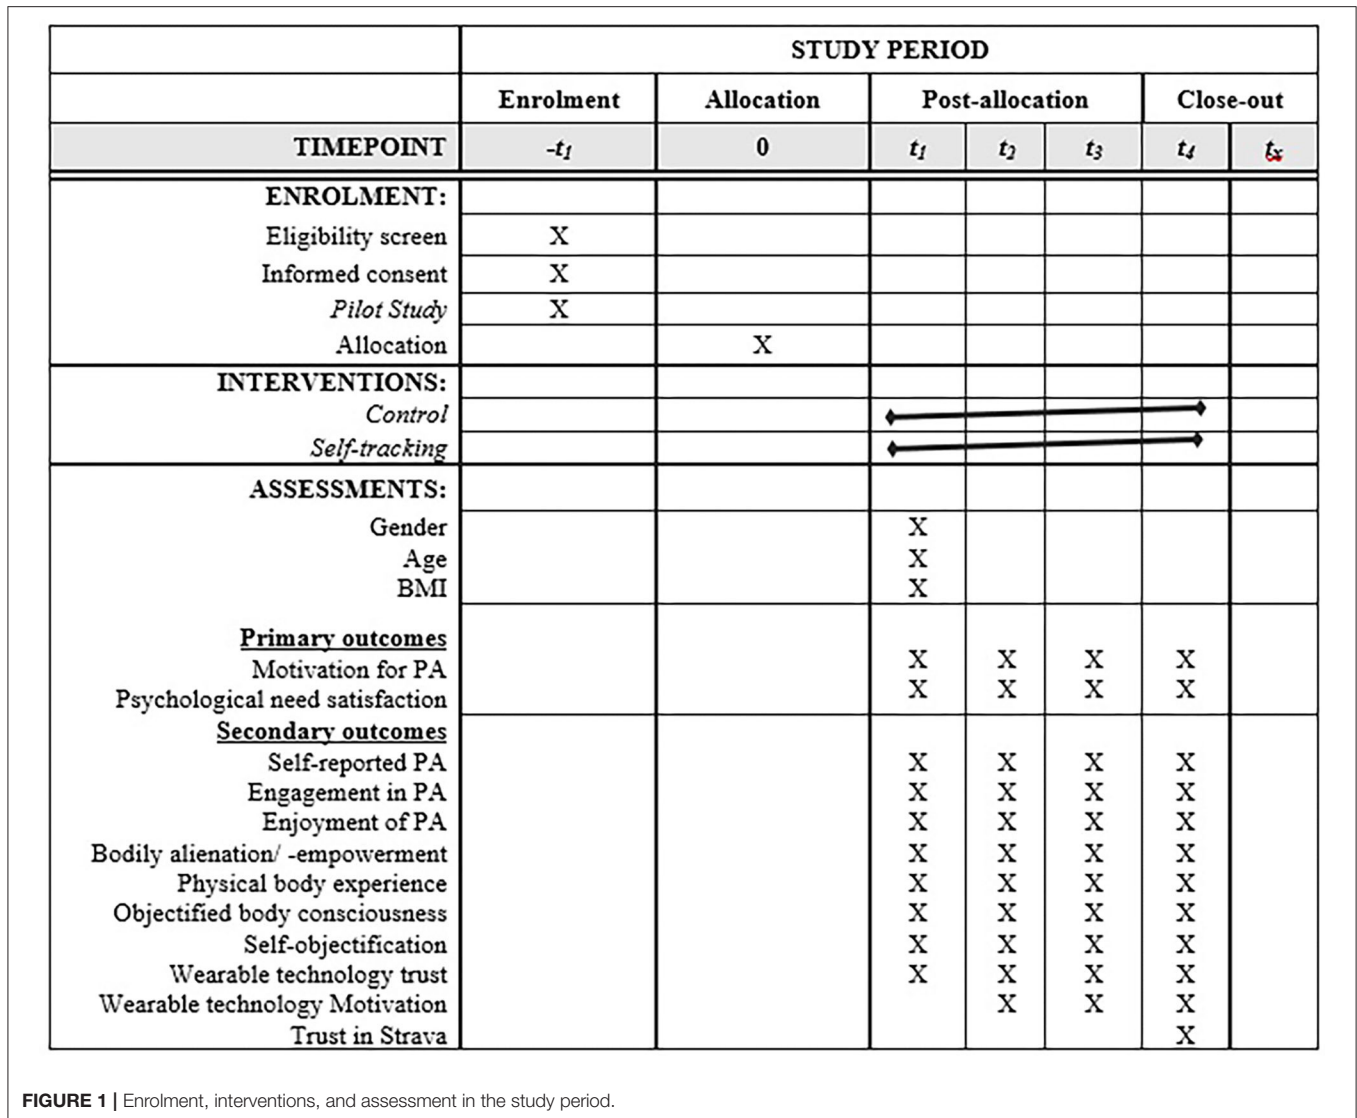 STUDY PERIOD
Enrolment Allocation Post-allocation Close-out
TIMEPOINT -t1 0 t1 t2 t3 t4 tx
ENROLMENT:
Eligibility screen X
Informed consent X
Pilot Study X
Allocation X
INTERVENTIONS:
Control
Self-tracking
ASSESSMENTS:
Gender X
Age X
BMI X
Primary outcomes
Motivation for PA X X X X
Psychological need satisfaction X X X X
Secondary outcomes
Self-reported PA X X X X
Engagement in PA X X X X
Enjoyment of PA X X X X
Bodily alienation/ -empowerment X X X X
Physical body experience X X X X
Objectified body consciousness X X X X
Self-objectification X X X X
Wearable technology trust X X X X
Wearable technology Motivation X X X
Trust in Strava X
FIGURE 1 | Enrolment, interventions, and assessment in the study period.